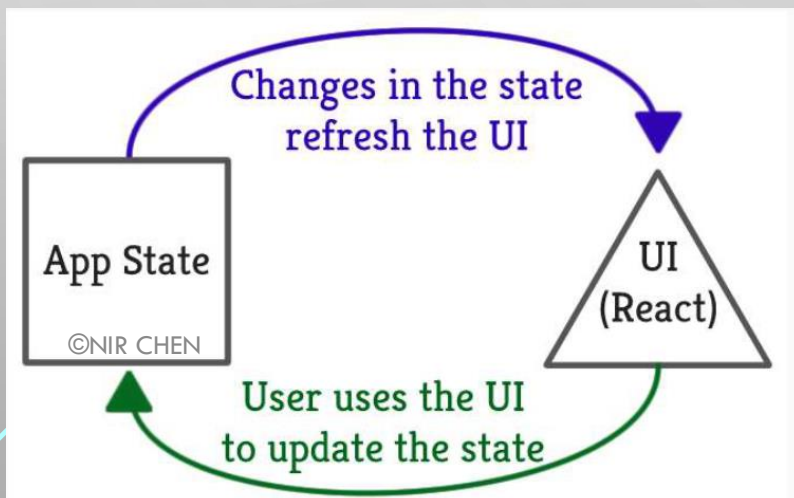 Changes in the state
refresh the UI
App State
©NIR CHEN
UI
(React)
User uses the UI
to update the state